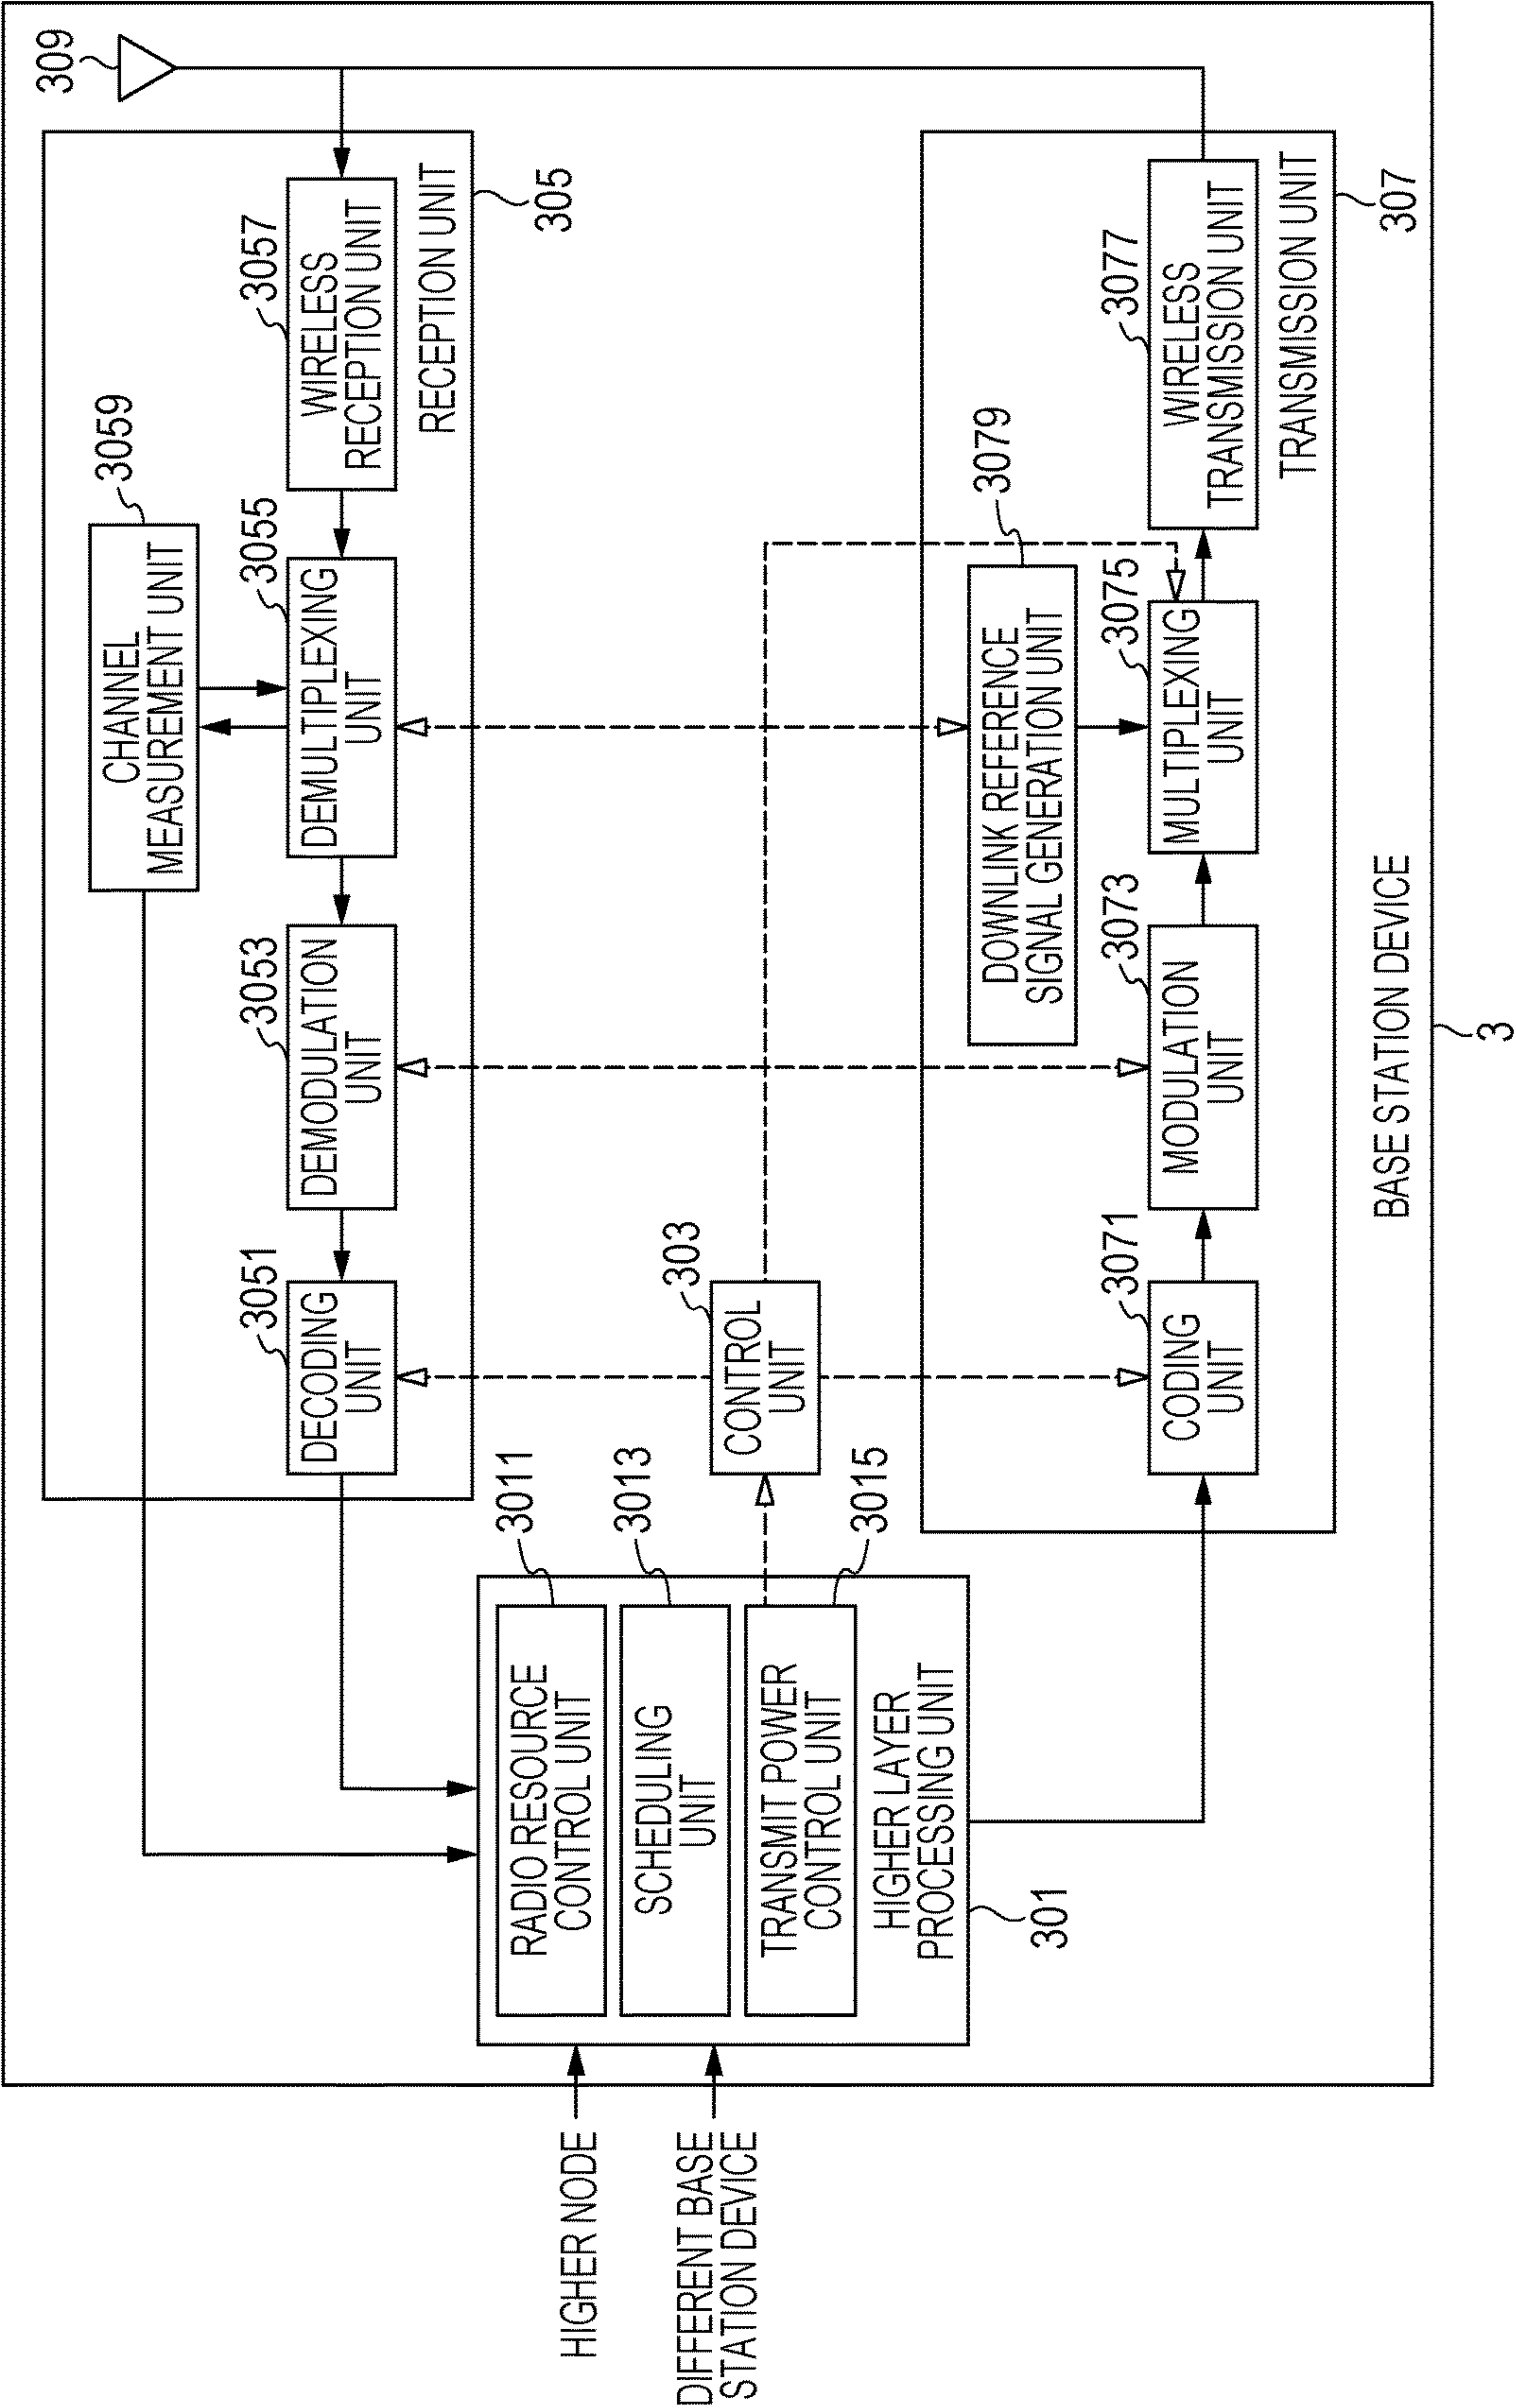 309
3059
CHANNEL
MEASUREMENT UNIT
3051
DECODING
UNIT
3053
DEMODULATION
UNIT
3055
DEMULTIPLEXING
UNIT
3057
WIRELESS
RECEPTION UNIT
RECEPTION UNIT
305
HIGHER NODE
DIFFERENT BASE
STATION DEVICE
3011
RADIO RESOURCE
CONTROL UNIT
3013
SCHEDULING
UNIT
3015
TRANSMIT POWER
CONTROL UNIT
HIGHER LAYER
PROCESSING UNIT
301
303
CONTROL
UNIT
3079
DOWNLINK REFERENCE
SIGNAL GENERATION UNIT
3071
CODING
UNIT
3073
MODULATION
UNIT
3075
MULTIPLEXING
UNIT
3077
WIRELESS
TRANSMISSION UNIT
TRANSMISSION UNIT
307
BASE STATION DEVICE
3